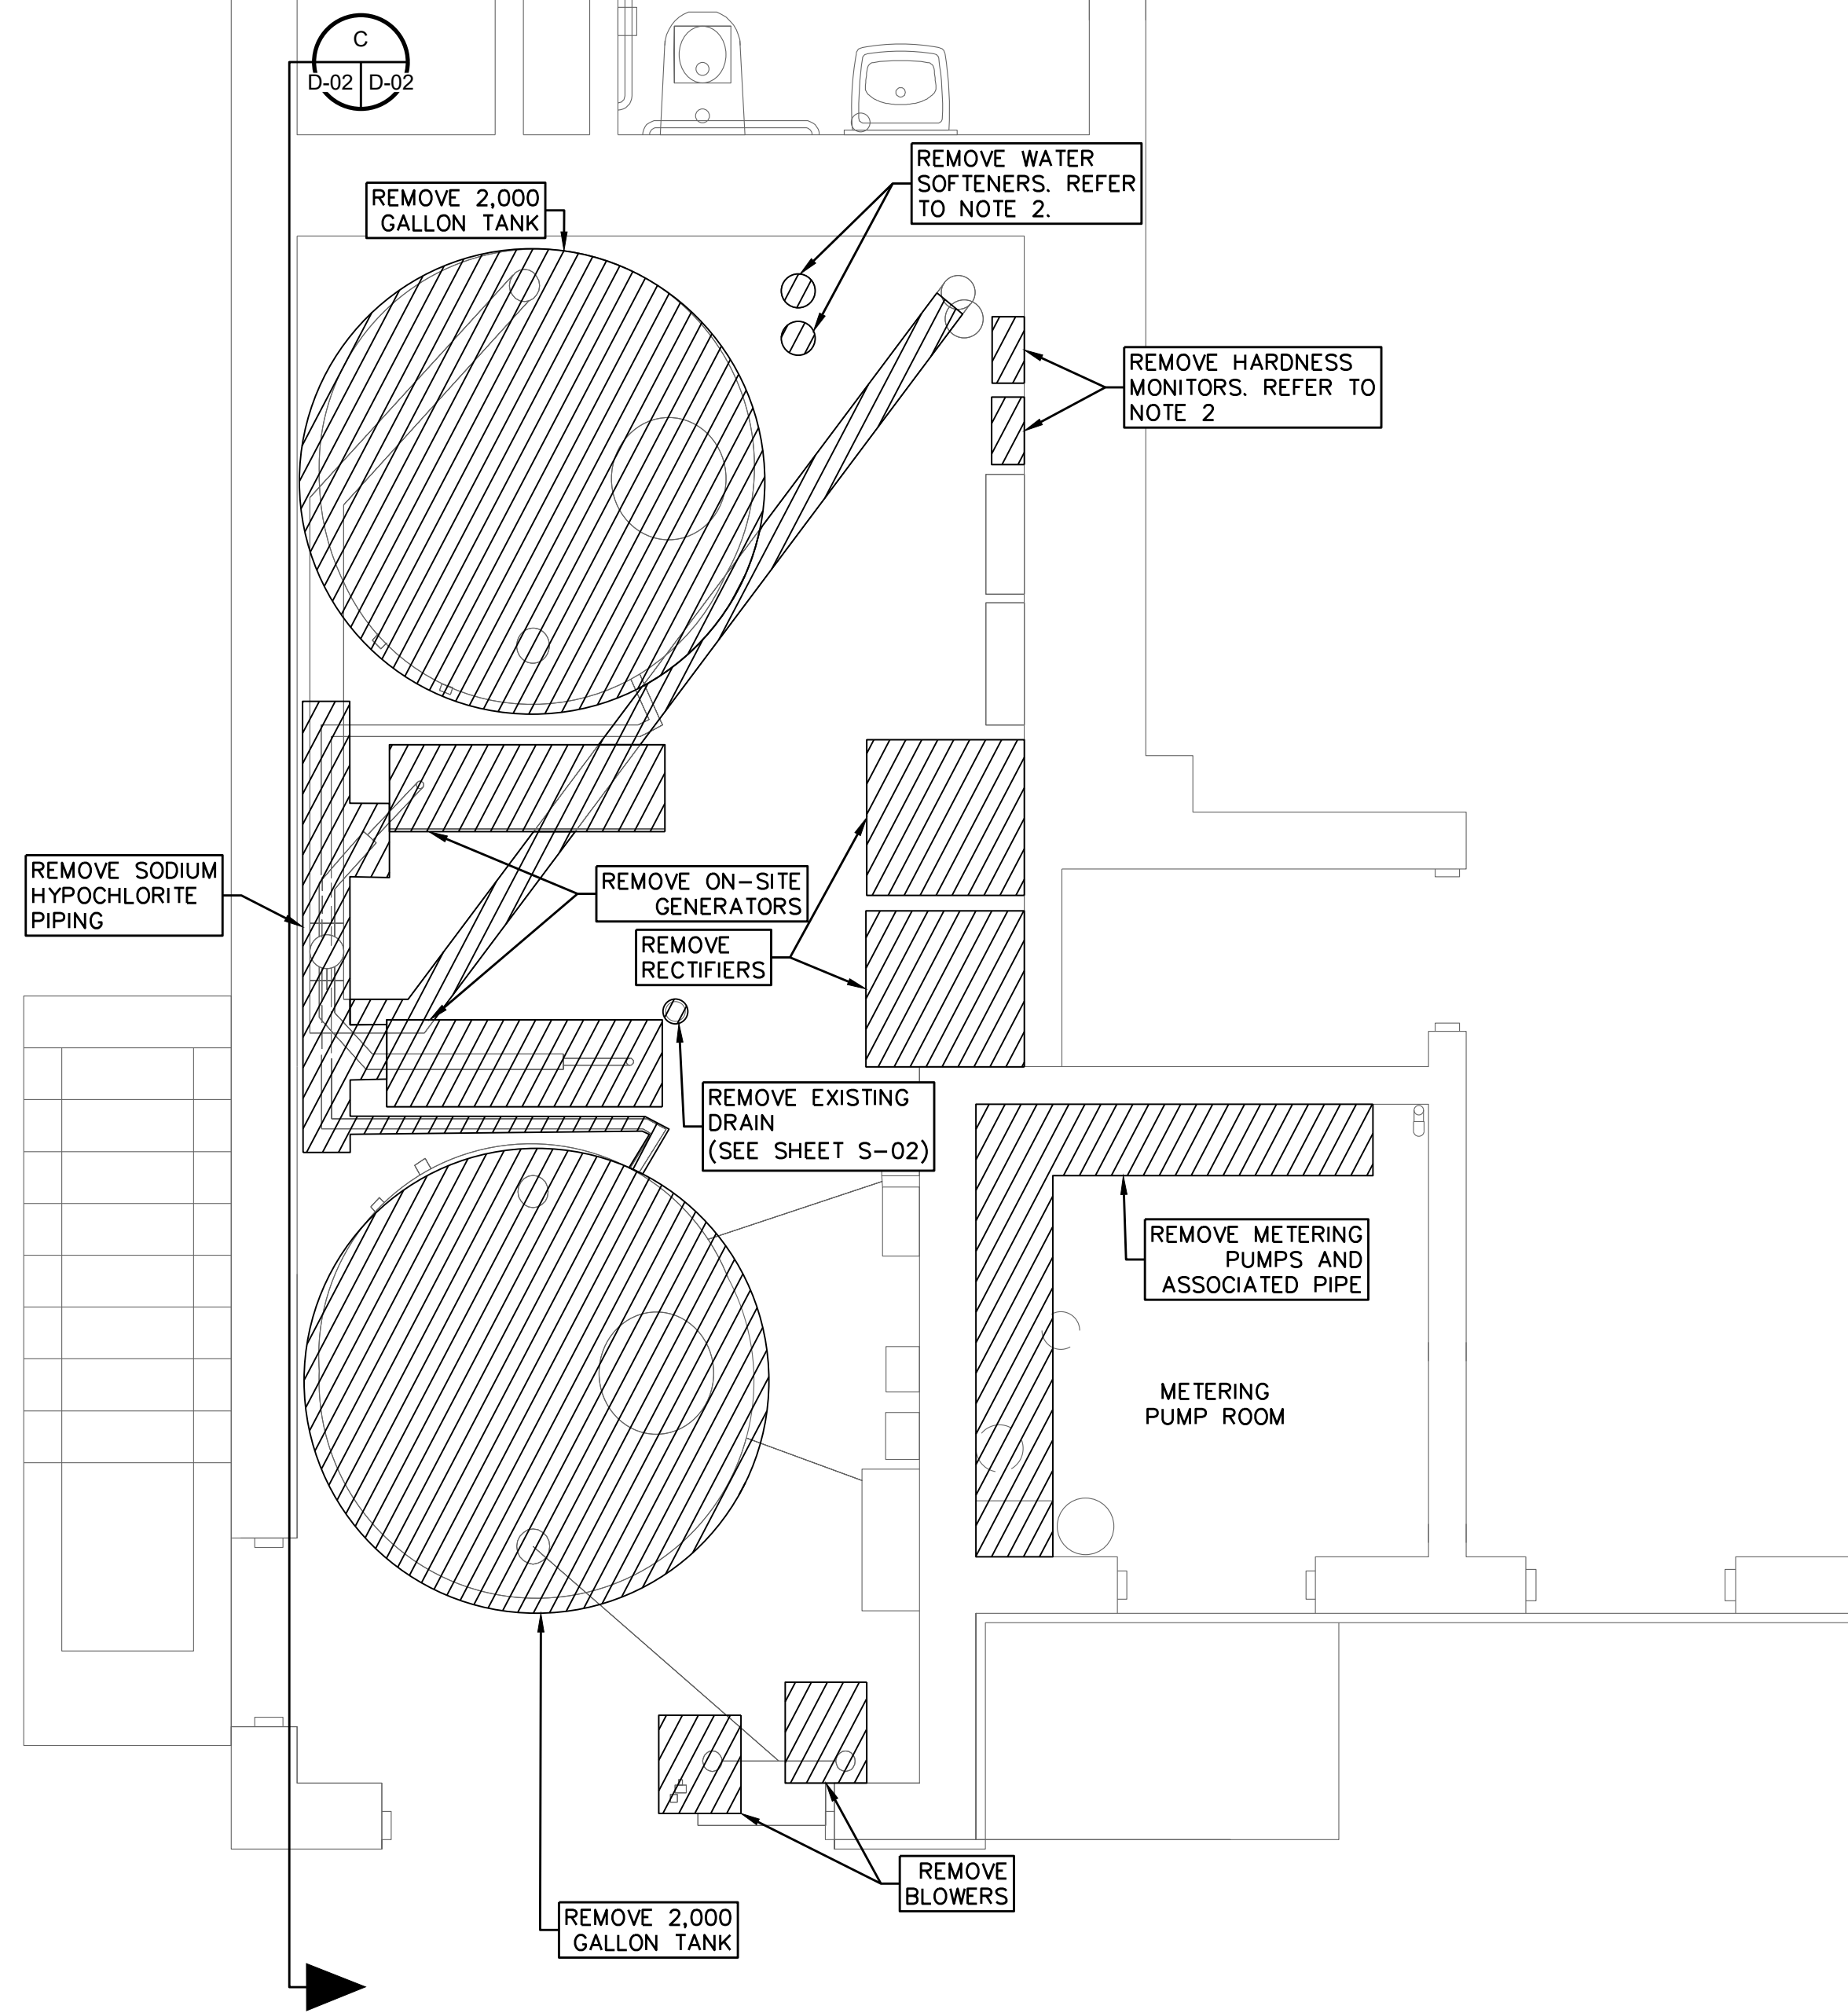 C
D-02 D-02
REMOVE WATER
SOFTENERS. REFER
TO NOTE 2.
REMOVE 2,000
GALLON TANK
REMOVE HARDNESS
MONITORS. REFER TO
NOTE 2
REMOVE SODIUM
HYPOCHLORITE
PIPING
REMOVE ON-SITE
GENERATORS
REMOVE
RECTIFIERS
REMOVE EXISTING
DRAIN
(SEE SHEET S-02)
REMOVE METERING
PUMPS AND
ASSOCIATED PIPE
METERING
PUMP ROOM
REMOVE
BLOWERS
REMOVE 2,000
GALLON TANK